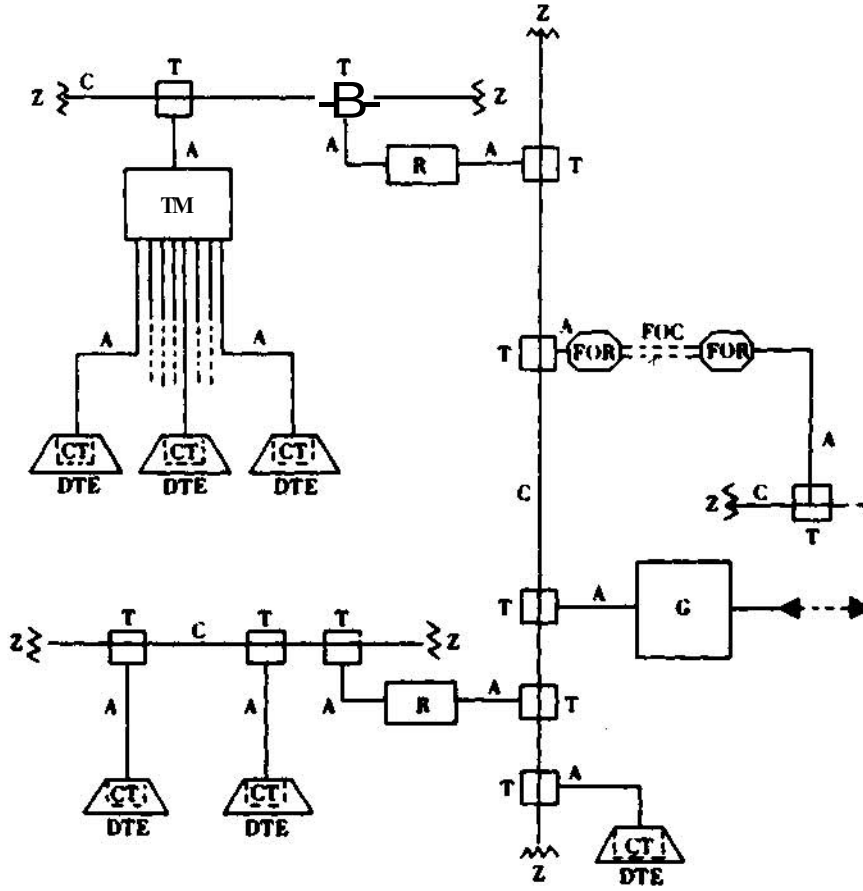 Z
C T T
Z Z
B
A A R A T
TM
A A
T A FOR FOC FOR
CT CT CT
DTE DTE DTE
A
C Z C
T
T A G
T C T T
Z Z
A A A R A T
CT CT
DTE DTE
T A
CT
Z DTE